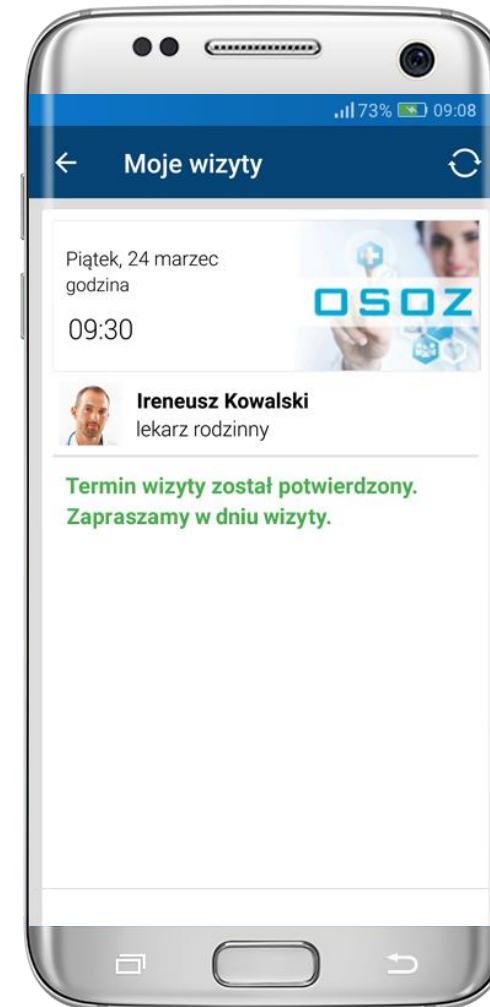 73% 09:08
Moje wizyty
Piątek, 24 marzec
godzina
09:30
OSOZ
Ireneusz Kowalski
lekarz rodzinny
Termin wizyty został potwierdzony.
Zapraszamy w dniu wizyty.